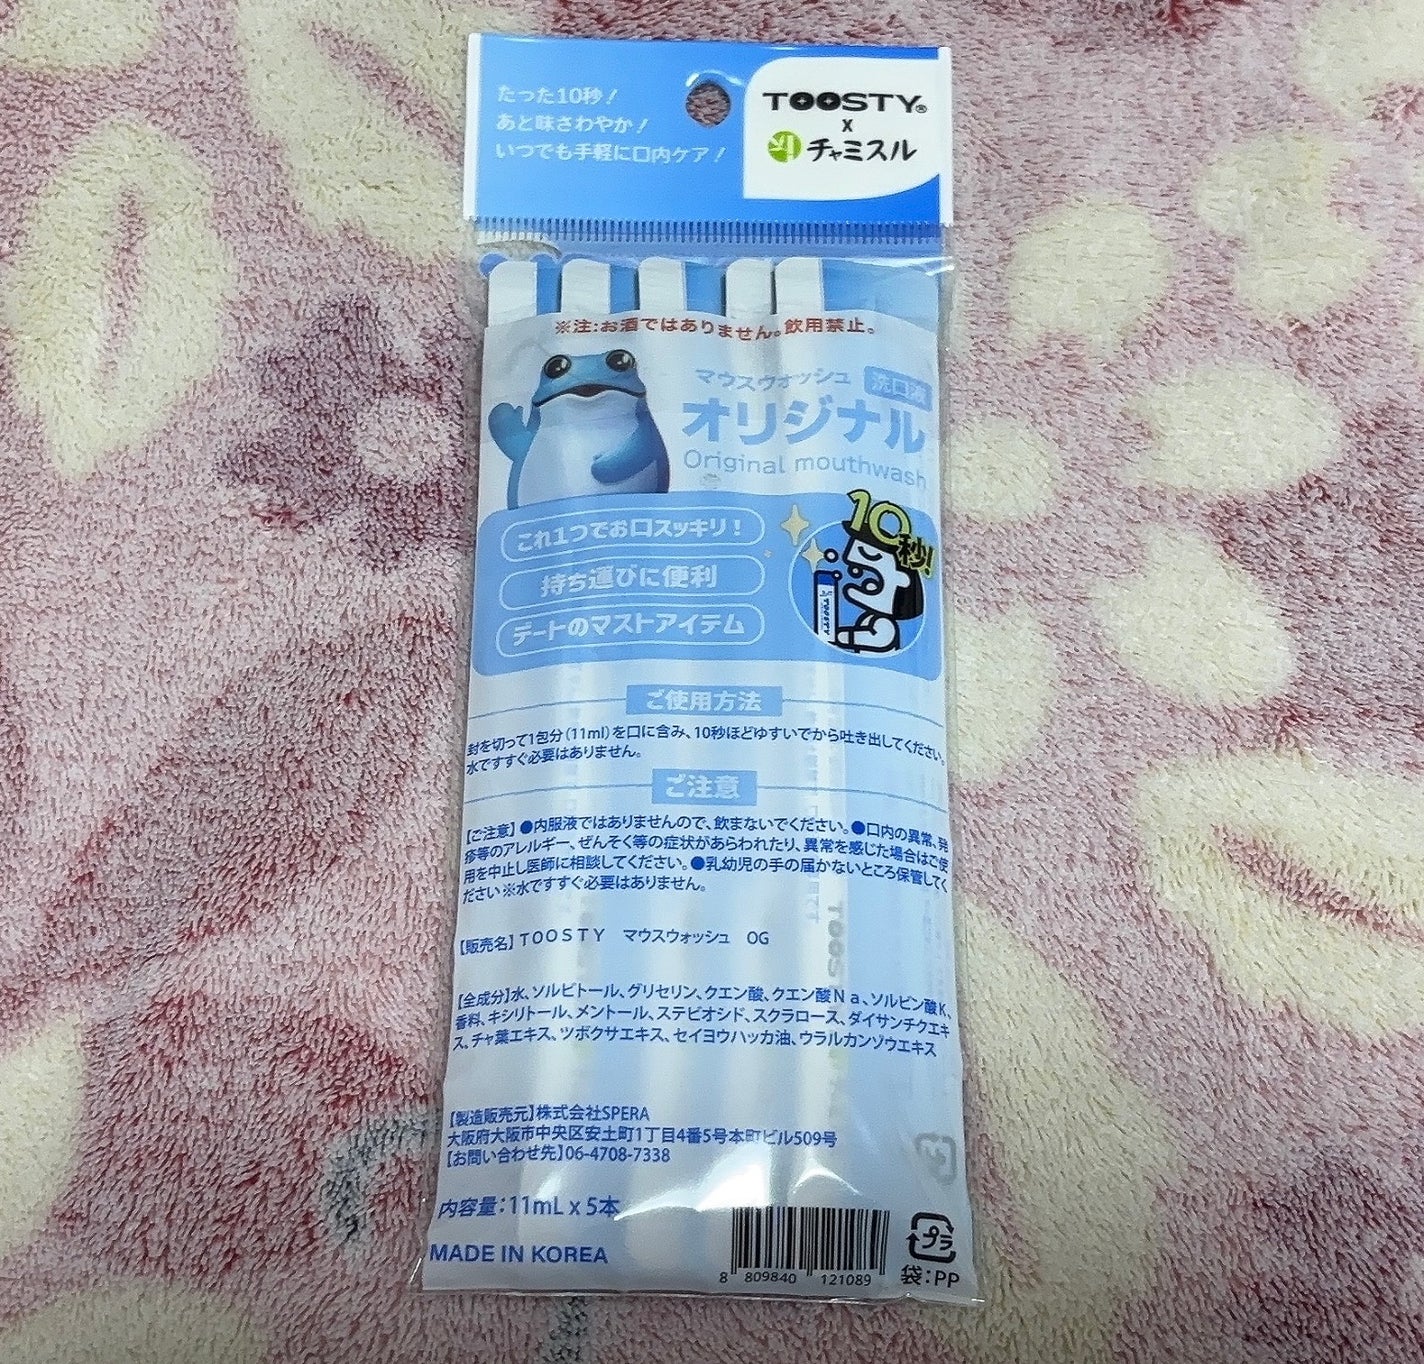 たった10秒!
あと味さわやか!
いつでも手軽に口内ケア!
TOOSTY®
x
チャミスル
※注:お酒ではありません。飲用禁止。
マウスウォッシュ 洗口液
オリジナル
Original mouthwash
これ1つでお口スッキリ!
持ち運びに便利
デートのマストアイテム
10秒!
TOOSTY
ご使用方法
封を切って1包分(11ml)を口に含み、10秒ほどゆすいでから吐き出してください。
水ですすぐ必要はありません。
ご注意
【ご注意】●内服液ではありませんので、飲まないでください。●口内の異常、発
疹等のアレルギー、ぜんそく等の症状があらわれたり、異常を感じた場合はご使
用を中止し医師に相談してください。●乳幼児の手の届かないところ保管してく
ださい※水ですすぐ必要はありません。
【販売名】TOOSTY マウスウォッシュ OG
【全成分】水、ソルビトール、グリセリン、クエン酸、クエン酸Na、ソルビン酸K、
香料、キシリトール、メントール、ステビオシド、スクラロース、ダイサンチクエキ
ス、チャ葉エキス、ツボクサエキス、セイヨウハッカ油、ウラルカンゾウエキス
【製造販売元】株式会社SPERA
大阪府大阪市中央区安土町1丁目4番5号本町ビル509号
【お問い合わせ先】06-4708-7338
内容量:11mL x 5本
MADE IN KOREA
8 809840 121089
プラ
袋:PP